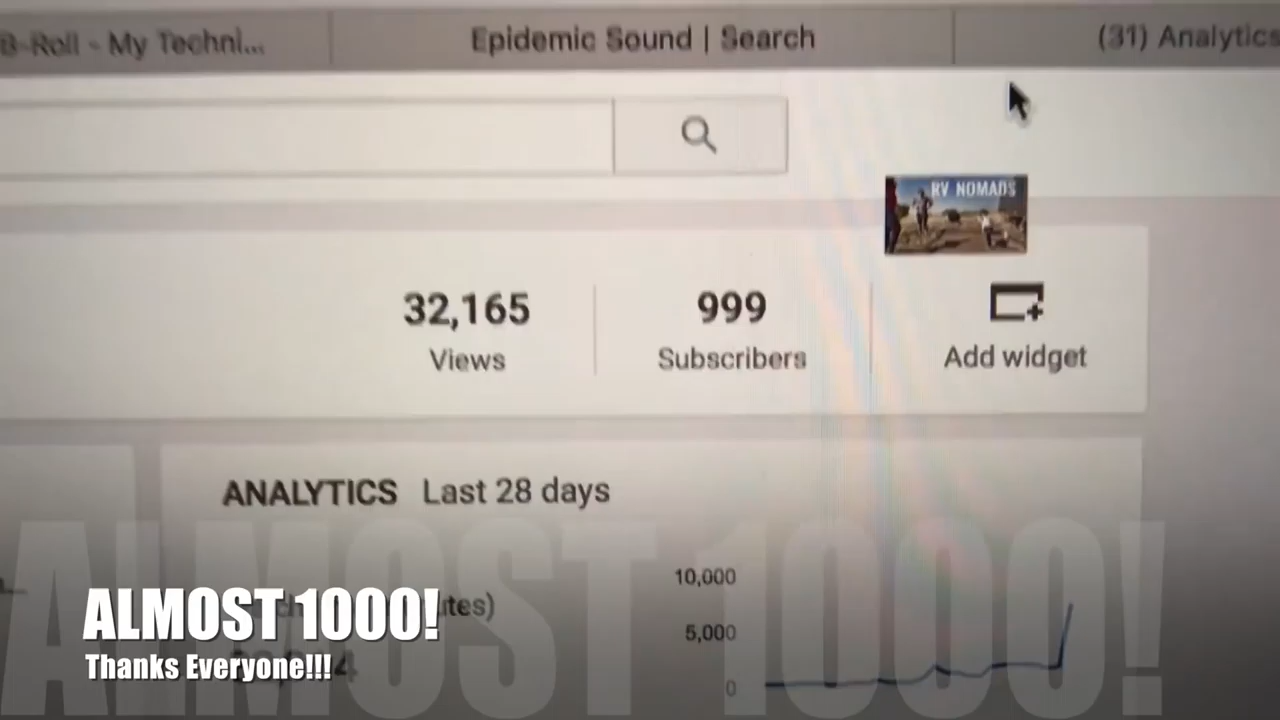 B-Roll - My Techni...
Epidemic Sound | Search
(31) Analytics
RV NOMADS
32,165
Views
999
Subscribers
Add widget
ANALYTICS Last 28 days
10,000
5,000
0
ALMOST 1000!
ALMOST 1000!
Thanks Everyone!!!